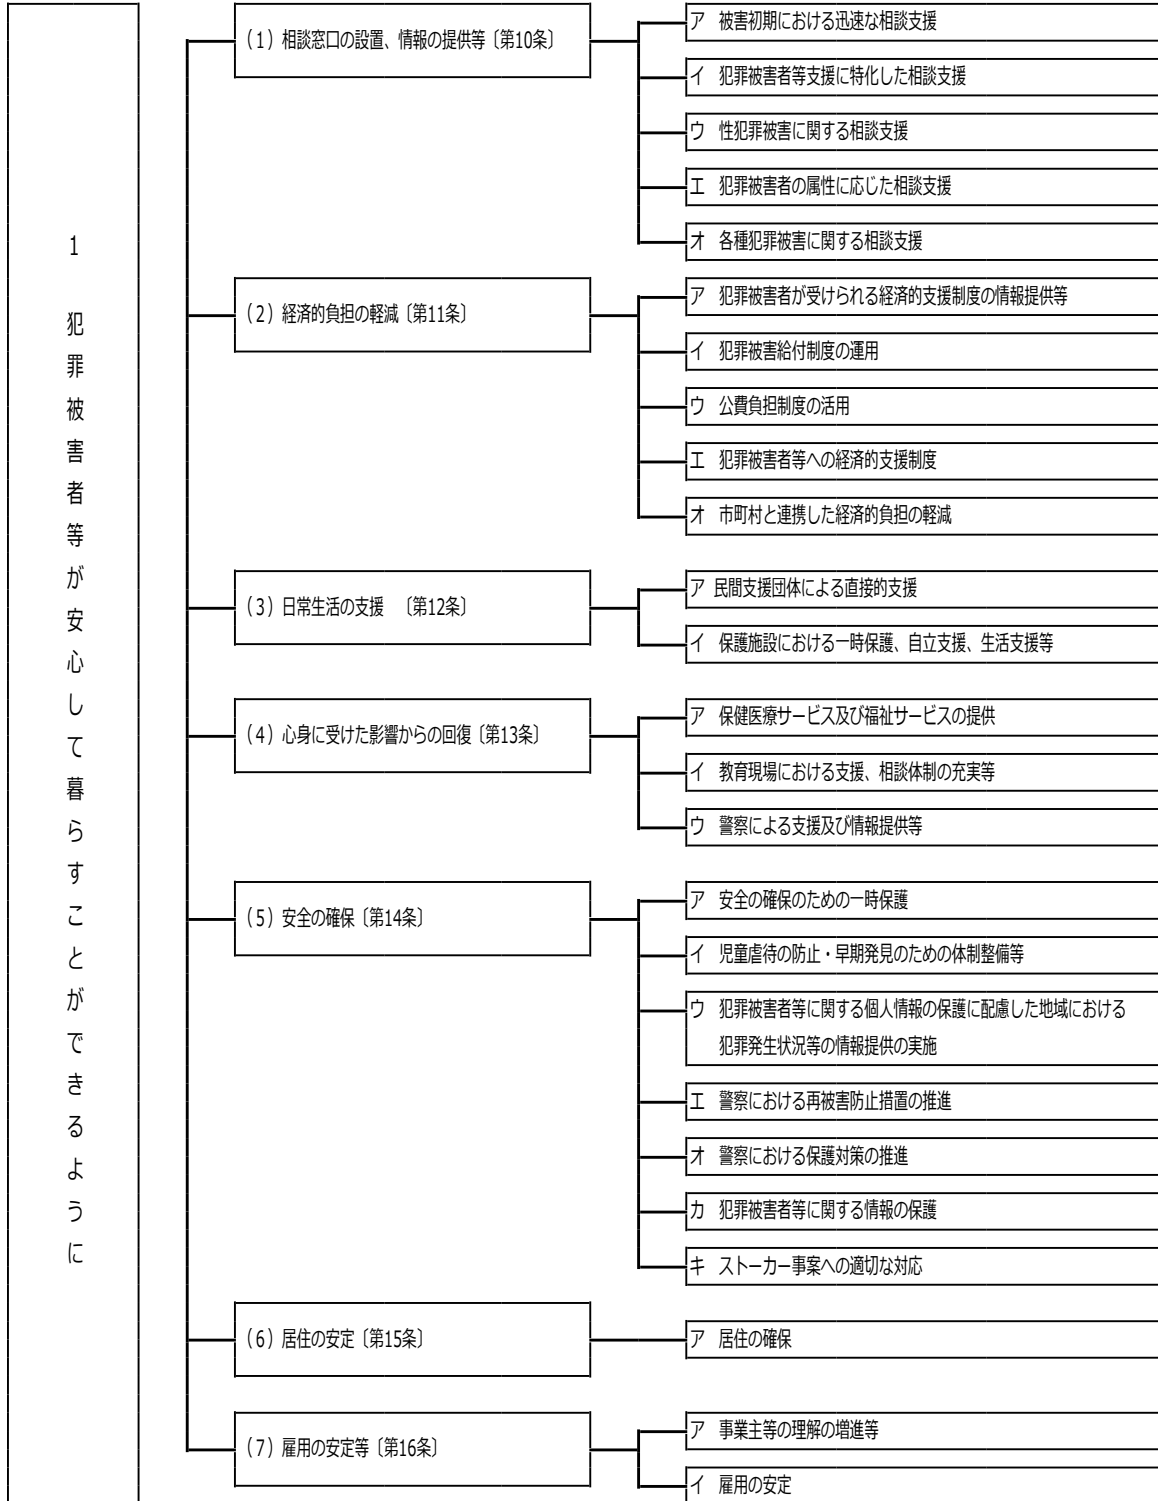 1 犯罪被害者等が安心して暮らすことができるように
(1) 相談窓口の設置、情報の提供等〔第10条〕
ア 被害初期における迅速な相談支援
イ 犯罪被害者等支援に特化した相談支援
ウ 性犯罪被害に関する相談支援
エ 犯罪被害者の属性に応じた相談支援
オ 各種犯罪被害に関する相談支援
(2) 経済的負担の軽減〔第11条〕
ア 犯罪被害者が受けられる経済的支援制度の情報提供等
イ 犯罪被害給付制度の運用
ウ 公費負担制度の活用
エ 犯罪被害者等への経済的支援制度
オ 市町村と連携した経済的負担の軽減
(3) 日常生活の支援 〔第12条〕
ア 民間支援団体による直接的支援
イ 保護施設における一時保護、自立支援、生活支援等
(4) 心身に受けた影響からの回復〔第13条〕
ア 保健医療サービス及び福祉サービスの提供
イ 教育現場における支援、相談体制の充実等
ウ 警察による支援及び情報提供等
(5) 安全の確保〔第14条〕
ア 安全の確保のための一時保護
イ 児童虐待の防止・早期発見のための体制整備等
ウ 犯罪被害者等に関する個人情報の保護に配慮した地域における
犯罪発生状況等の情報提供の実施
エ 警察における再被害防止措置の推進
オ 警察における保護対策の推進
カ 犯罪被害者等に関する情報の保護
キ ストーカー事案への適切な対応
(6) 居住の安定〔第15条〕
ア 居住の確保
(7) 雇用の安定等〔第16条〕
ア 事業主等の理解の増進等
イ 雇用の安定